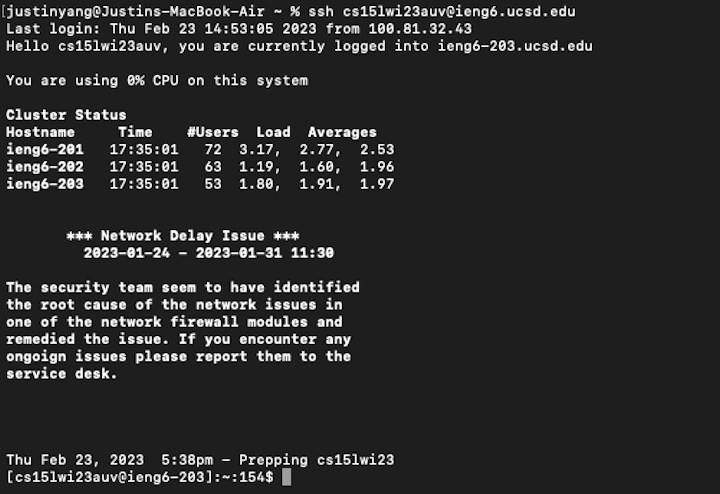 [justinyang@Justins-MacBook-Air ~ % ssh cs15lwi23auv@ieng6.ucsd.edu
Last login: Thu Feb 23 14:53:05 2023 from 100.81.32.43
Hello cs15lwi23auv, you are currently logged into ieng6-203.ucsd.edu
You are using 0% CPU on this system
Cluster Status
Hostname     Time    #Users  Load  Averages
ieng6-201   17:35:01   72  3.17,  2.77,  2.53
ieng6-202   17:35:01   63  1.19,  1.60,  1.96
ieng6-203   17:35:01   53  1.80,  1.91,  1.97
*** Network Delay Issue ***
2023-01-24 - 2023-01-31 11:30
The security team seem to have identified
the root cause of the network issues in
one of the network firewall modules and
remedied the issue. If you encounter any
ongoign issues please report them to the
service desk.
Thu Feb 23, 2023  5:38pm - Prepping cs15lwi23
[cs15lwi23auv@ieng6-203]:~:154$